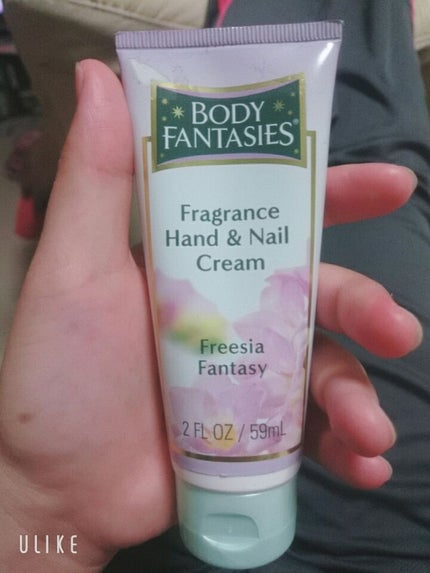 BODY
FANTASIES®
Fragrance
Hand & Nail
Cream
Freesia
Fantasy
2 FL OZ / 59mL
ULIKE